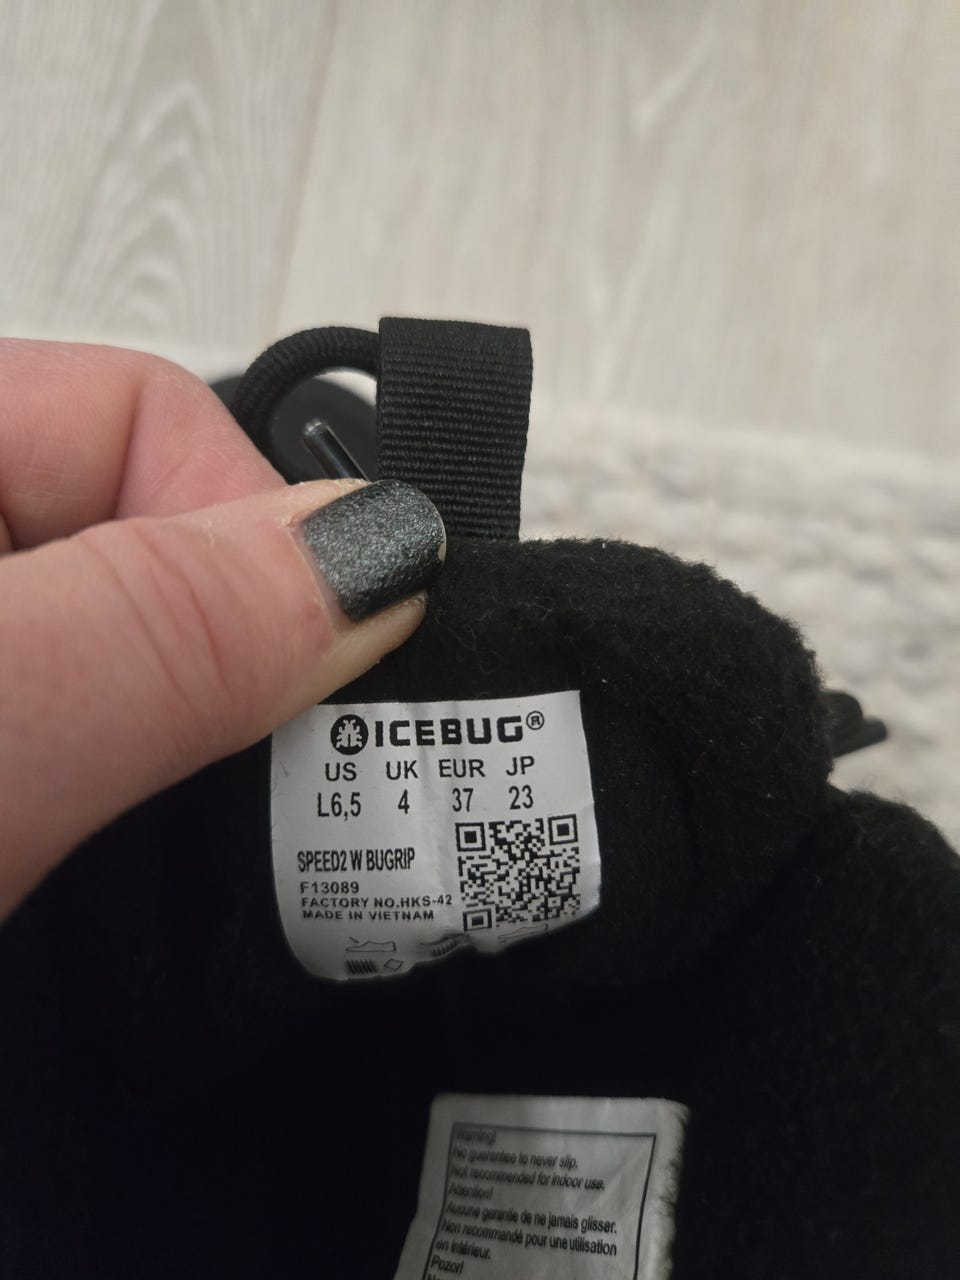 ICEBUG®
US UK EUR JP
L6,5 4 37 23
SPEED2 W BUGRIP
F13089
FACTORY NO.HKS-42
MADE IN VIETNAM
Warning!
No guarantee to never slip.
Not recommended for indoor use.
Attention!
Aucune garantie de ne jamais glisser.
Non recommandé pour une utilisation
en intérieur.
Pozor!